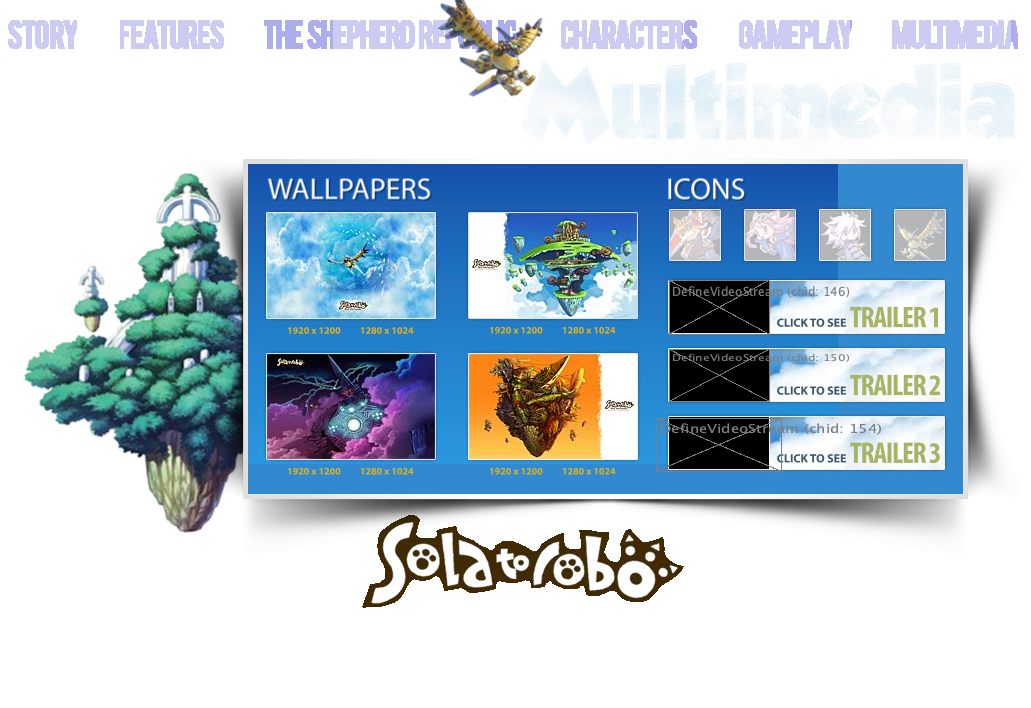 STORY FEATURES THE SHEPHERD REPUBLIC CHARACTERS GAMEPLAY MULTIMEDIA
Multimedia
WALLPAPERS
1920 x 1200 1280 x 1024
1920 x 1200 1280 x 1024
Solatorobo
1920 x 1200 1280 x 1024
1920 x 1200 1280 x 1024
ICONS
DefineVideoStream (chid: 146)
CLICK TO SEE TRAILER 1
DefineVideoStream (chid: 150)
CLICK TO SEE TRAILER 2
DefineVideoStream (chid: 154)
CLICK TO SEE TRAILER 3
Solatorobo